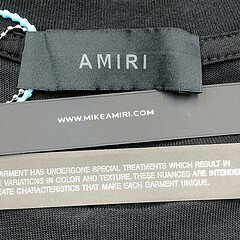 AMIRI
WWW.MIKEAMIRI.COM
GARMENT HAS UNDERGONE SPECIAL TREATMENTS WHICH RESULT IN
VARIATIONS IN COLOR AND TEXTURE. THESE NUANCES ARE INTENDED
CREATE CHARACTERISTICS THAT MAKE EACH GARMENT UNIQUE.